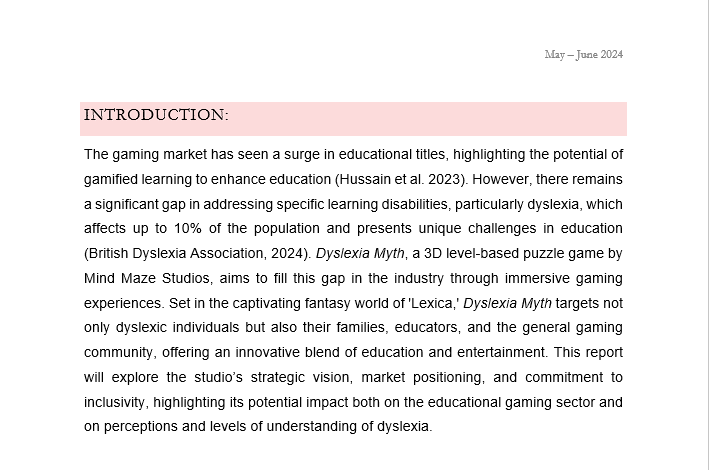 May – June 2024
INTRODUCTION:
The gaming market has seen a surge in educational titles, highlighting the potential of
gamified learning to enhance education (Hussain et al. 2023). However, there remains
a significant gap in addressing specific learning disabilities, particularly dyslexia, which
affects up to 10% of the population and presents unique challenges in education
(British Dyslexia Association, 2024). Dyslexia Myth, a 3D level-based puzzle game by
Mind Maze Studios, aims to fill this gap in the industry through immersive gaming
experiences. Set in the captivating fantasy world of 'Lexica,' Dyslexia Myth targets not
only dyslexic individuals but also their families, educators, and the general gaming
community, offering an innovative blend of education and entertainment. This report
will explore the studio’s strategic vision, market positioning, and commitment to
inclusivity, highlighting its potential impact both on the educational gaming sector and
on perceptions and levels of understanding of dyslexia.